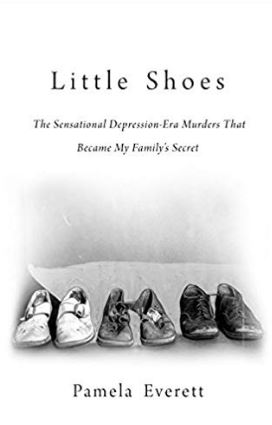 Little Shoes
The Sensational Depression-Era Murders That
Became My Family's Secret
Pamela Everett